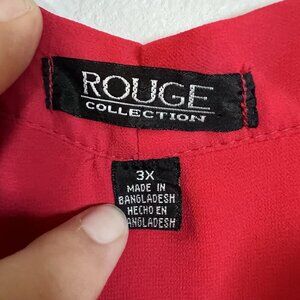 ROUGE
COLLECTION
3X
MADE IN
BANGLADESH
HECHO EN
BANGLADESH